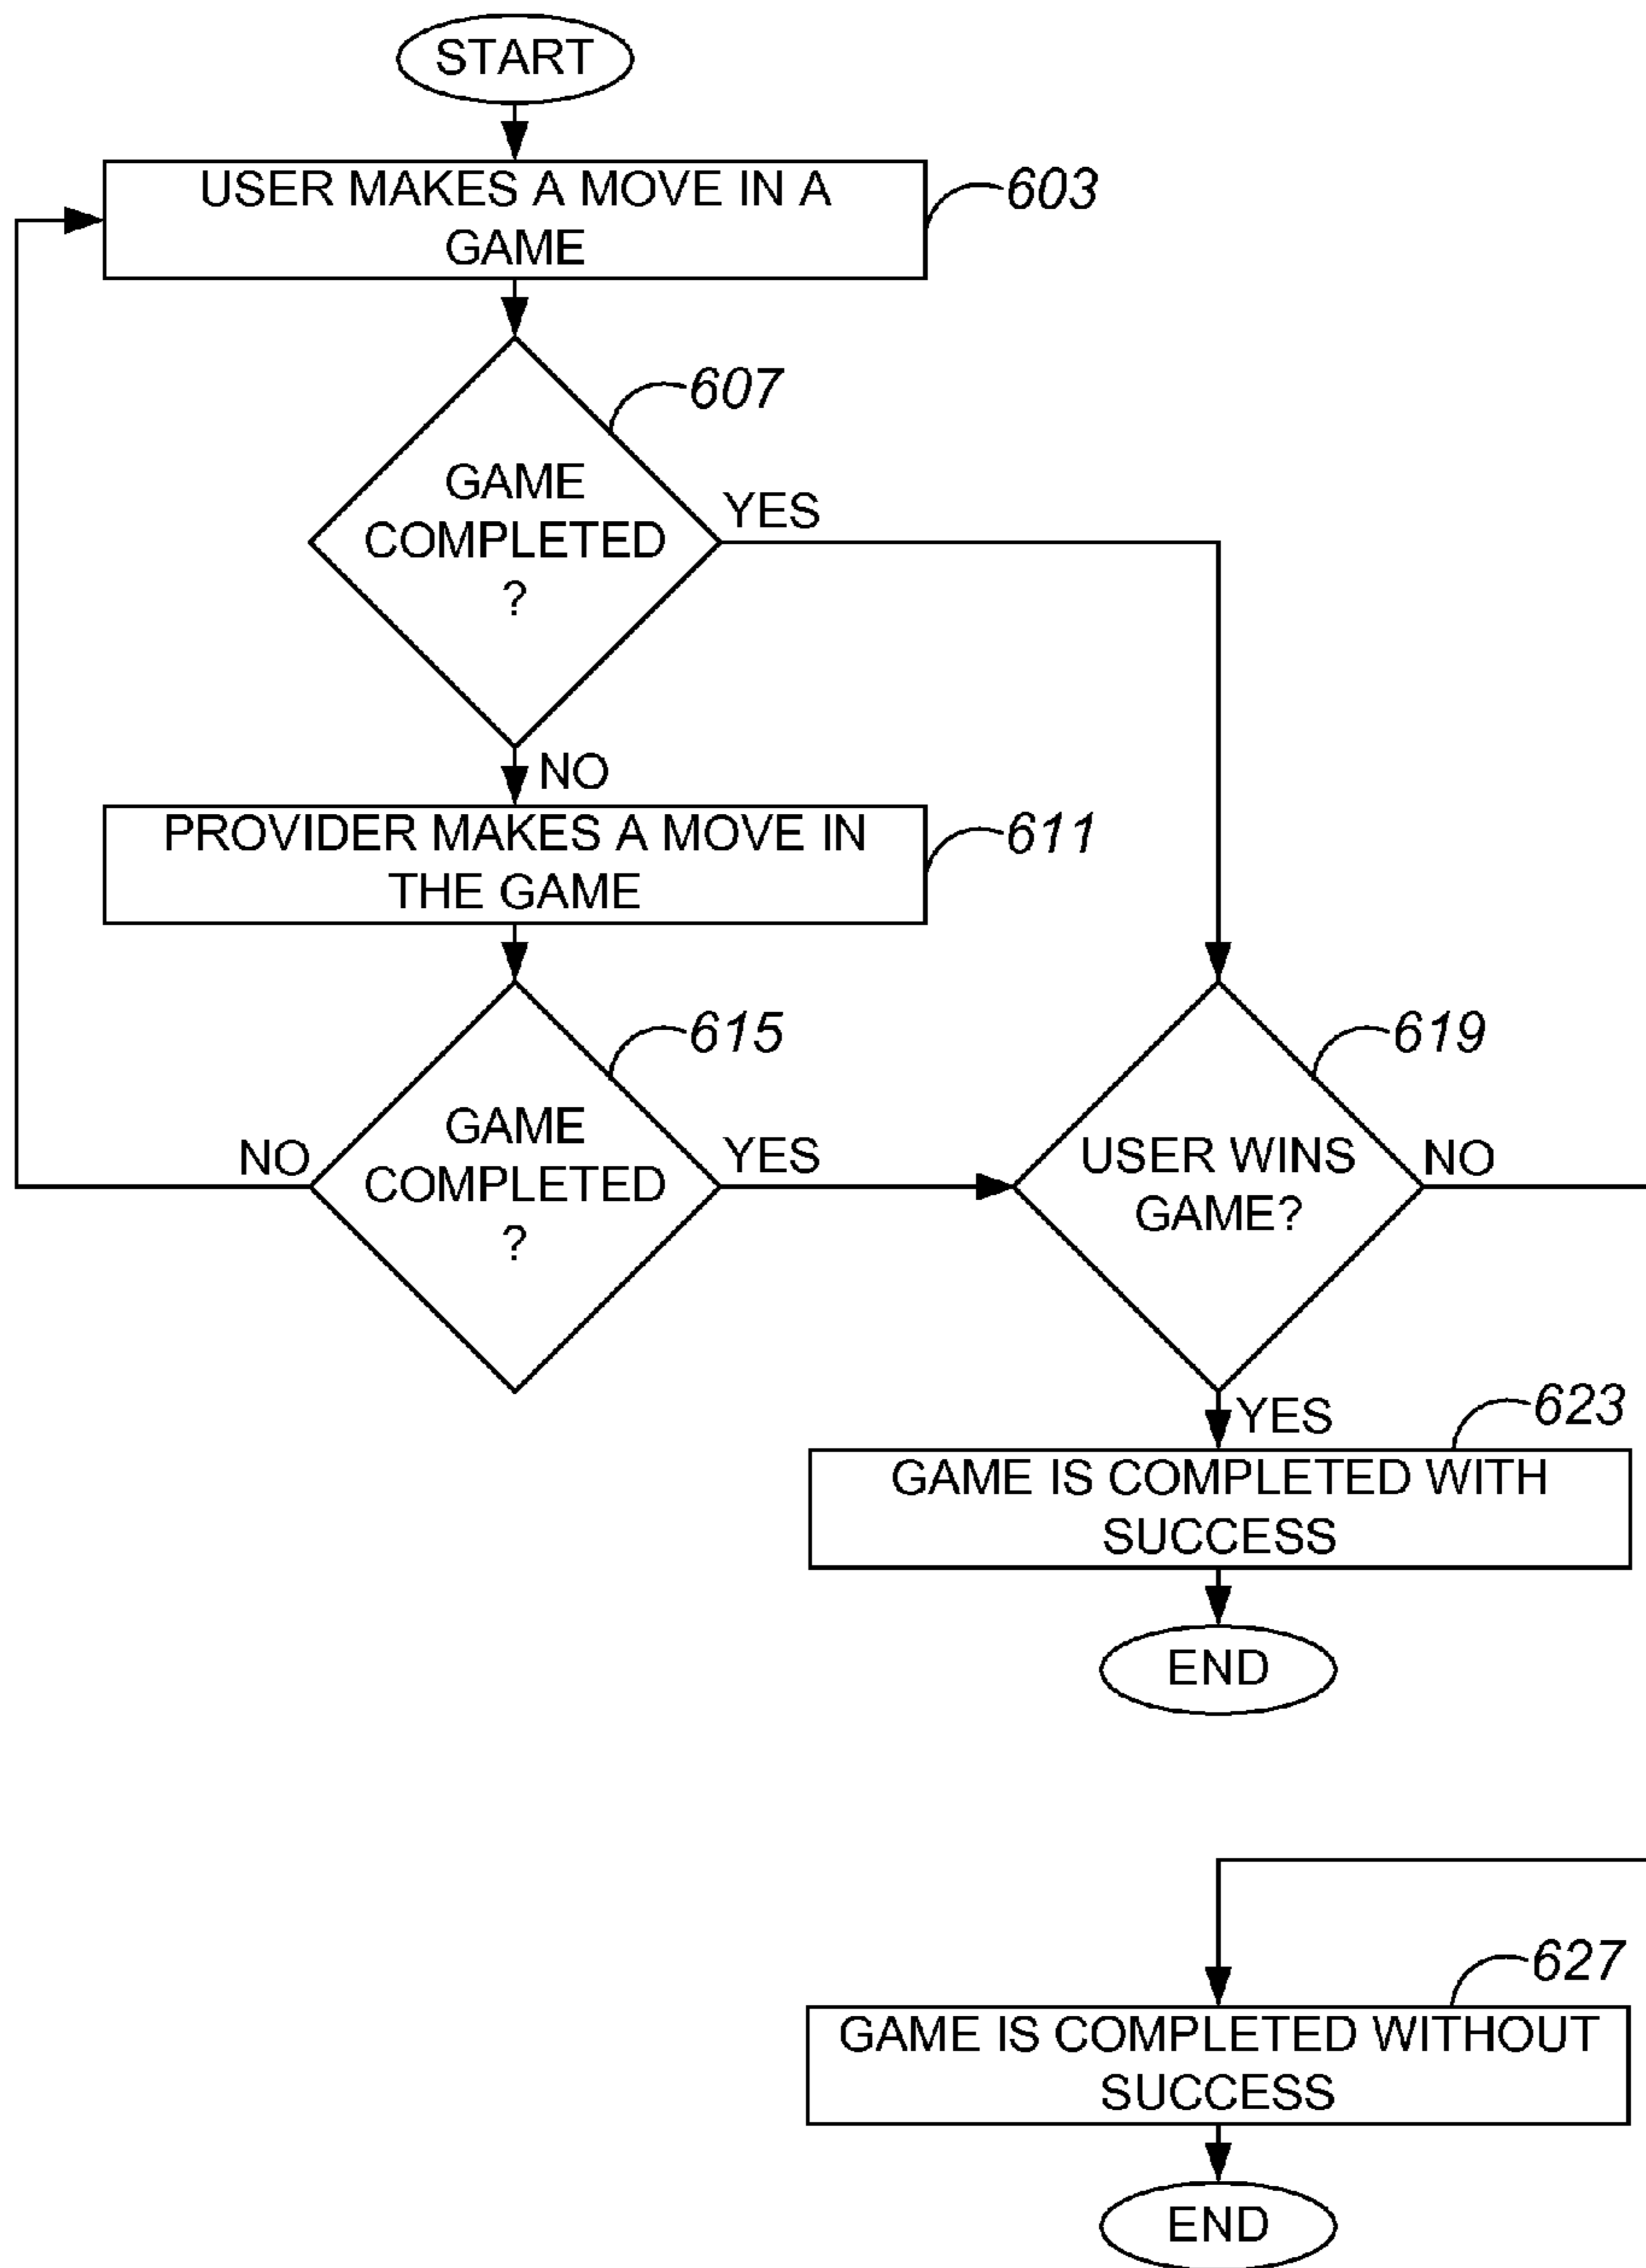 START
USER MAKES A MOVE IN A
GAME
603
607
GAME
COMPLETED
?
YES
NO
PROVIDER MAKES A MOVE IN
THE GAME
611
615
619
GAME
COMPLETED
?
NO
YES
USER WINS
GAME?
NO
YES
623
GAME IS COMPLETED WITH
SUCCESS
END
627
GAME IS COMPLETED WITHOUT
SUCCESS
END